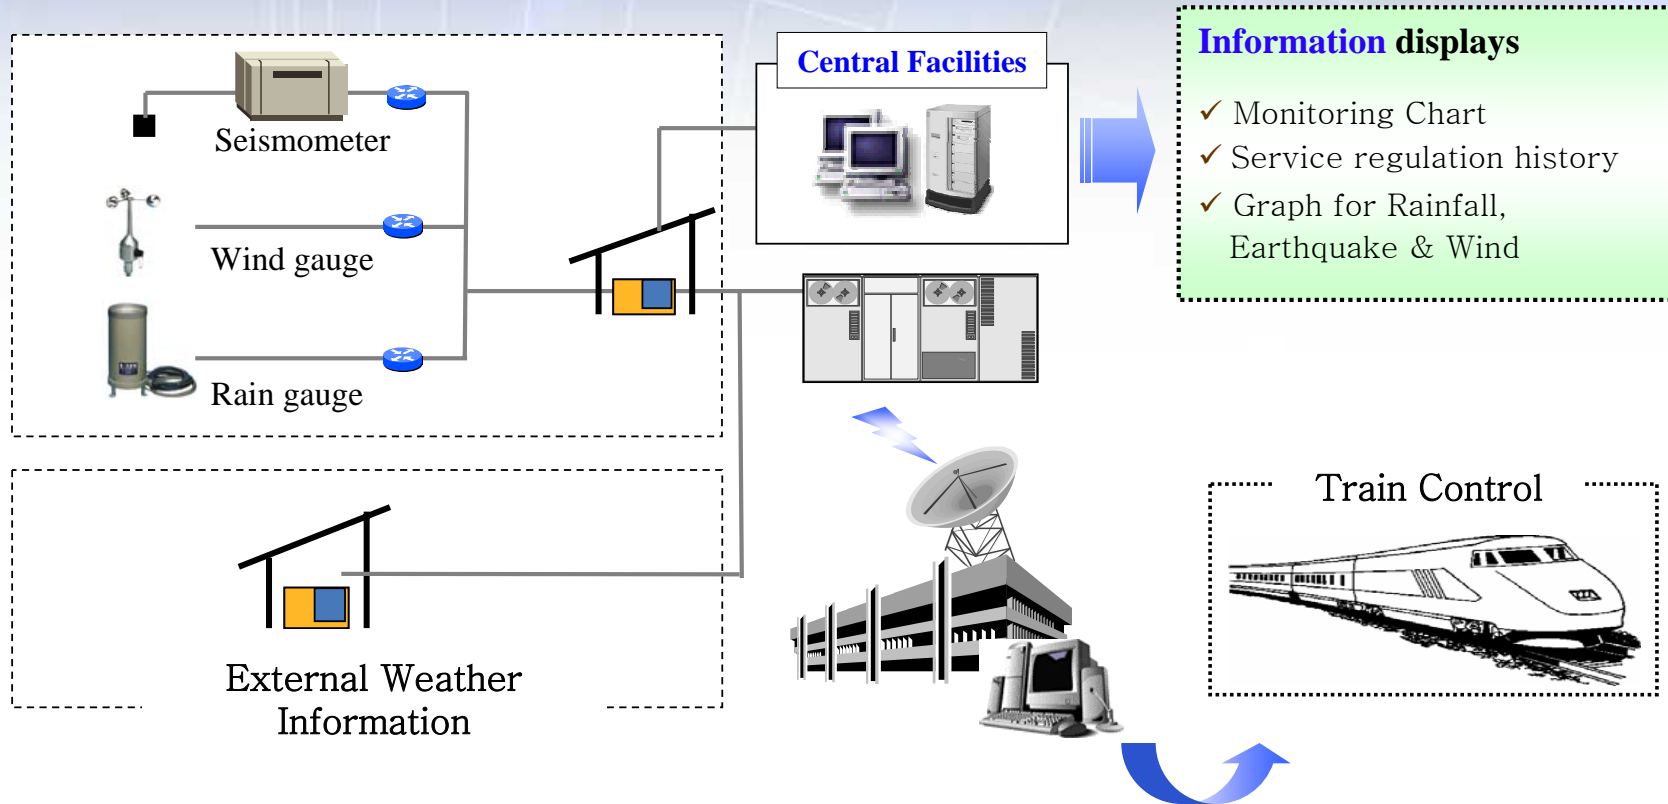 Seismometer
Wind gauge
Rain gauge
External Weather
Information
Central Facilities
Information displays
✓ Monitoring Chart
✓ Service regulation history
✓ Graph for Rainfall,
Earthquake & Wind
Train Control